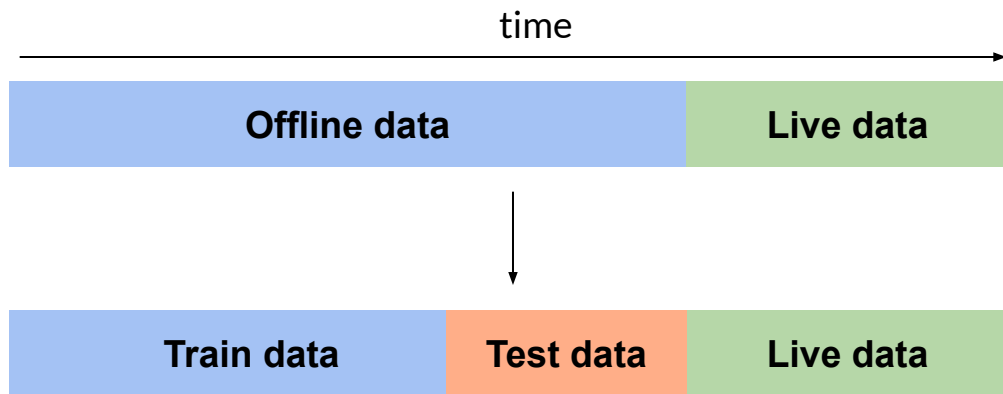 time
Offline data
Live data
Train data
Test data
Live data